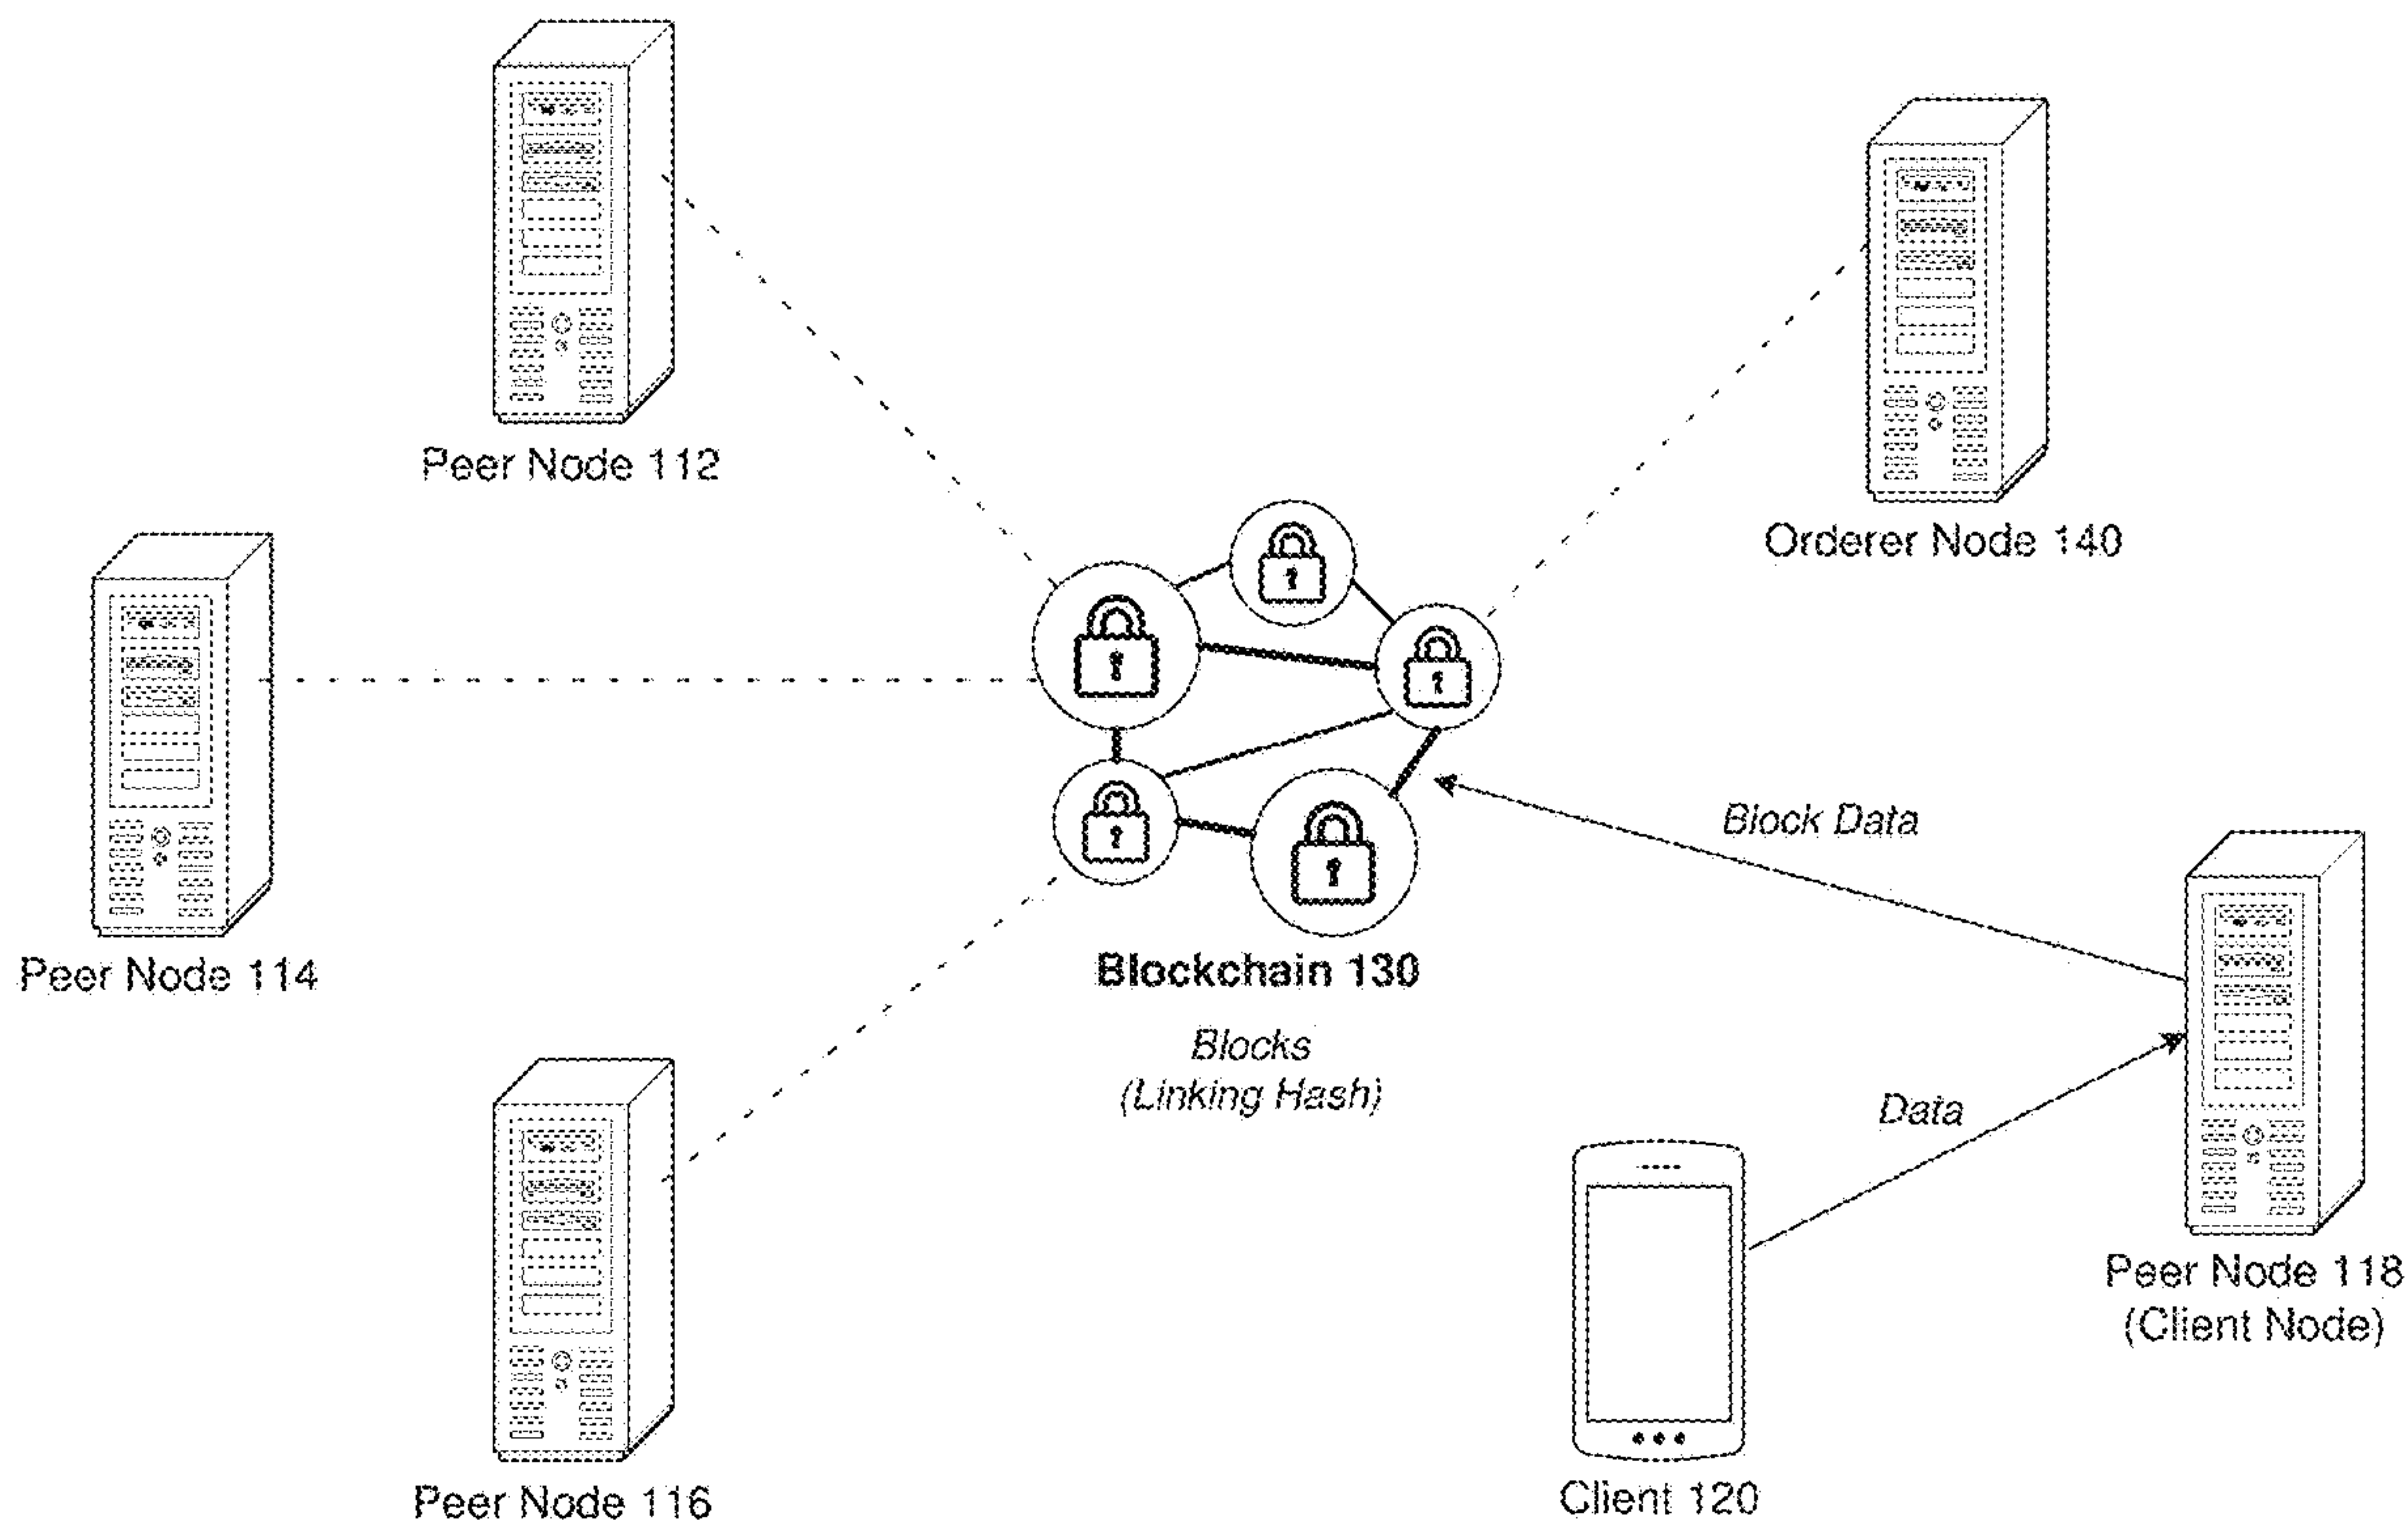 Peer Node 112
Orderer Node 140
Peer Node 114
Block Data
Blockchain 130
Blocks
(Linking Hash)
Data
Peer Node 118
(Client Node)
Peer Node 116
Client 120